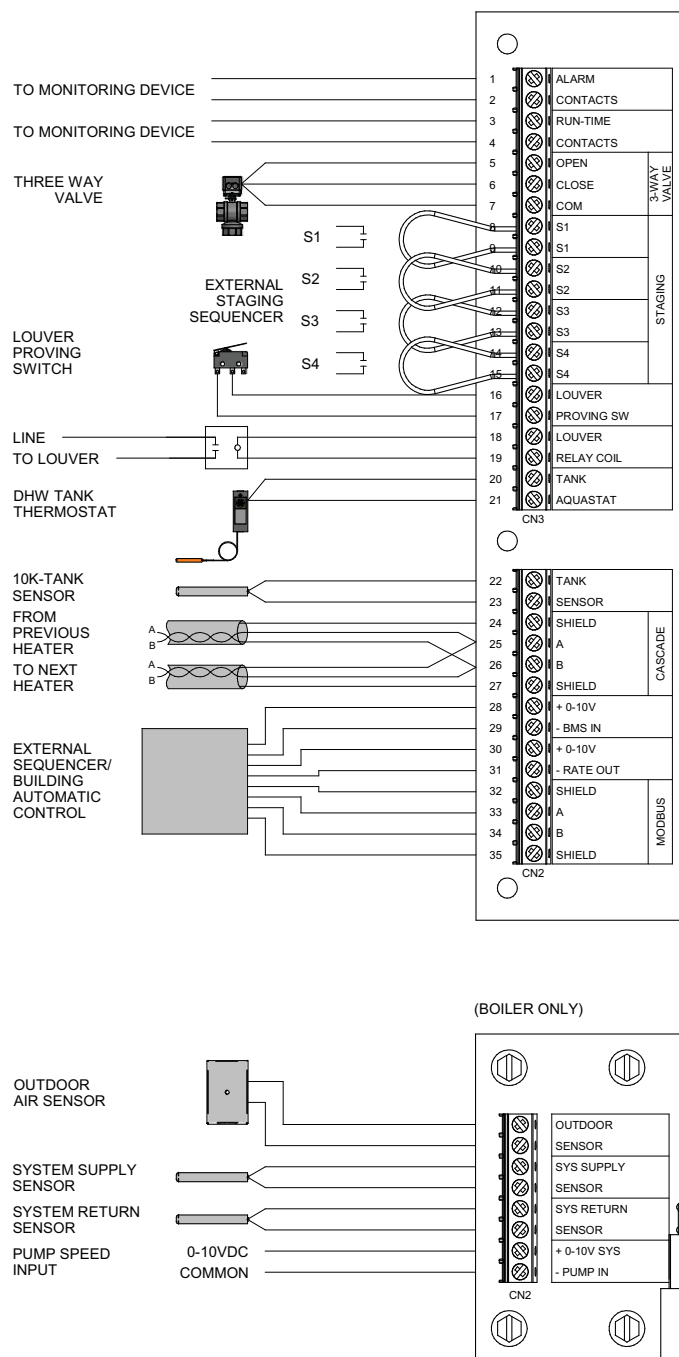 TO MONITORING DEVICE
TO MONITORING DEVICE
THREE WAY
VALVE
S1
S2
S3
S4
EXTERNAL
STAGING
SEQUENCER
LOUVER
PROVING
SWITCH
LINE
TO LOUVER
DHW TANK
THERMOSTAT
1 ALARM
2 CONTACTS
3 RUN-TIME
4 CONTACTS
5 OPEN
6 CLOSE
7 COM
3-WAY
VALVE
8 S1
9 S1
10 S2
11 S2
12 S3
13 S3
14 S4
15 S4
STAGING
16 LOUVER
17 PROVING SW
18 LOUVER
19 RELAY COIL
20 TANK
21 AQUASTAT
CN3
10K-TANK
SENSOR
FROM
PREVIOUS
HEATER
A
B
TO NEXT
HEATER
A
B
EXTERNAL
SEQUENCER/
BUILDING
AUTOMATIC
CONTROL
22 TANK
23 SENSOR
24 SHIELD
25 A
26 B
27 SHIELD
CASCADE
28 + 0-10V
29 - BMS IN
30 + 0-10V
31 - RATE OUT
32 SHIELD
33 A
34 B
35 SHIELD
MODBUS
CN2
(BOILER ONLY)
OUTDOOR
AIR SENSOR
SYSTEM SUPPLY
SENSOR
SYSTEM RETURN
SENSOR
PUMP SPEED
INPUT
0-10VDC
COMMON
OUTDOOR
SENSOR
SYS SUPPLY
SENSOR
SYS RETURN
SENSOR
+ 0-10V SYS
- PUMP IN
CN2